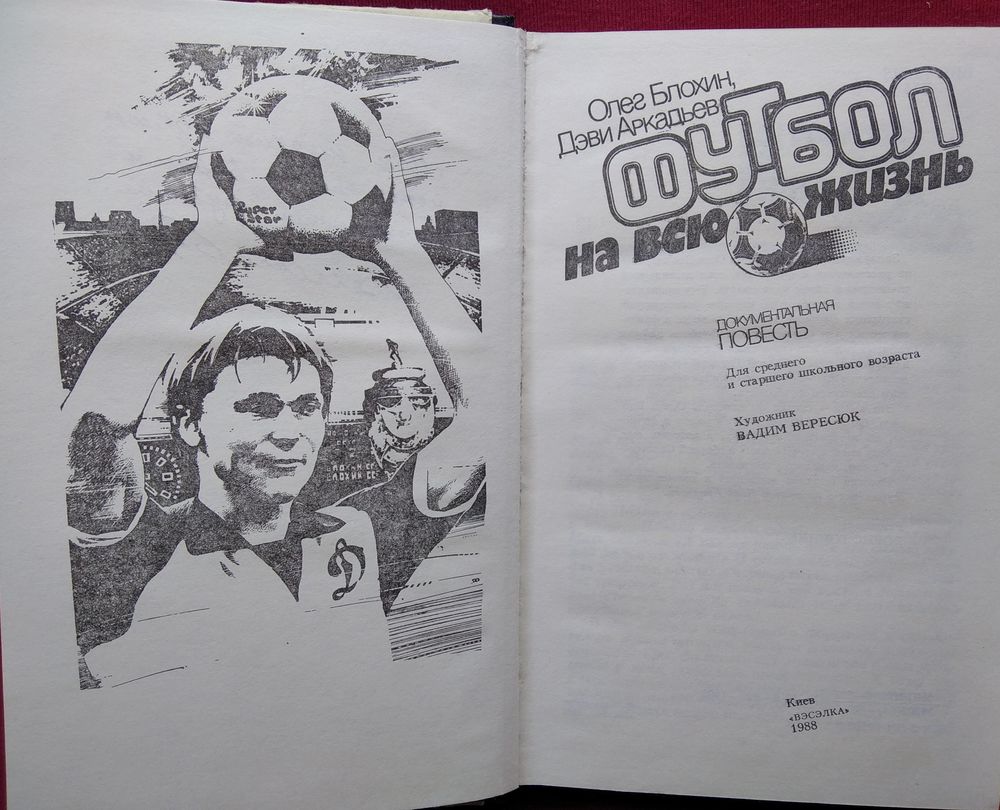 Super
star
Д
Олег Блохин,
Дэви Аркадьев
ФУТБОЛ
на всю жизнь
ДОКУМЕНТАЛЬНАЯ
ПОВЕСТЬ
Для среднего
и старшего школьного возраста
Художник
ВАДИМ ВЕРЕСЮК
Киев
«ВЭСЭЛКА»
1988